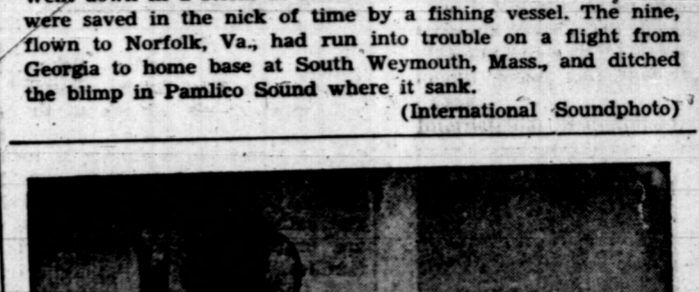 were saved in the nick of time by a fishing vessel. The nine,
flown to Norfolk, Va., had run into trouble on a flight from
Georgia to home base at South Weymouth, Mass., and ditched
the blimp in Pamlico Sound where it sank.
(International Soundphoto)